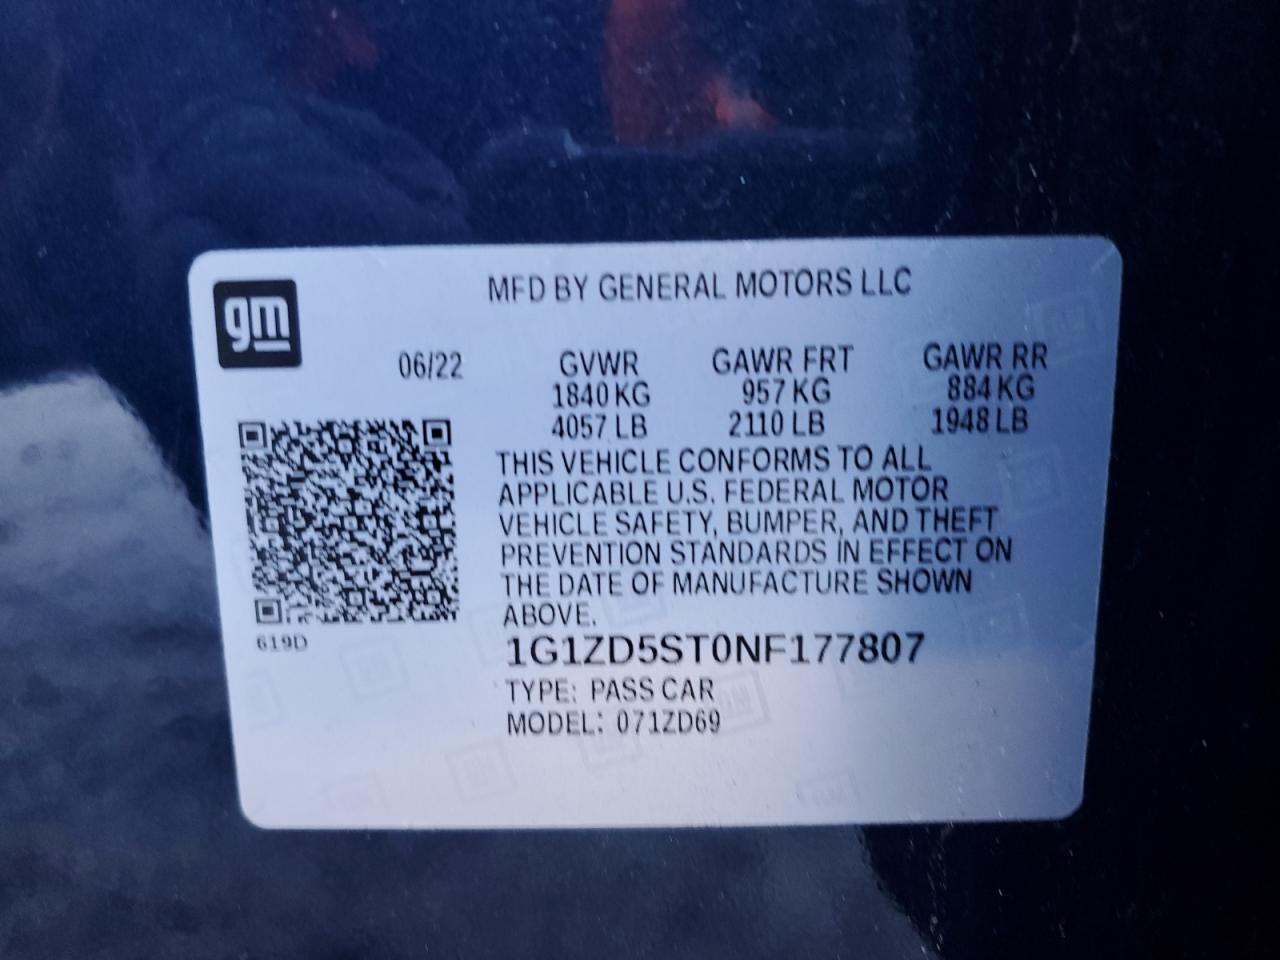 gm
MFD BY GENERAL MOTORS LLC
06/22
GVWR GAWR FRT GAWR RR
1840 KG 957 KG 884 KG
4057 LB 2110 LB 1948 LB
THIS VEHICLE CONFORMS TO ALL
APPLICABLE U.S. FEDERAL MOTOR
VEHICLE SAFETY, BUMPER, AND THEFT
PREVENTION STANDARDS IN EFFECT ON
THE DATE OF MANUFACTURE SHOWN
ABOVE.
619D
1G1ZD5ST0NF177807
TYPE: PASS CAR
MODEL: 071ZD69